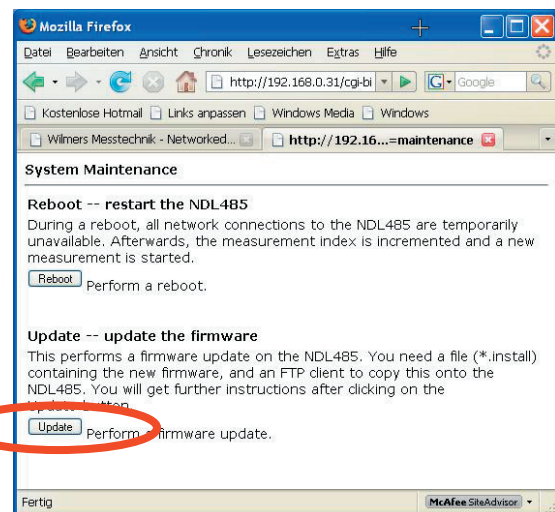 Mozilla Firefox
Datei Bearbeiten Ansicht Chronik Lesezeichen Extras Hilfe
http://192.168.0.31/cgi-bi G Google
Kostenlose Hotmail Links anpassen Windows Media Windows
Wilmers Messtechnik - Networked... http://192.16...=maintenance
System Maintenance
Reboot -- restart the NDL485
During a reboot, all network connections to the NDL485 are temporarily
unavailable. Afterwards, the measurement index is incremented and a new
measurement is started.
Reboot Perform a reboot.
Update -- update the firmware
This performs a firmware update on the NDL485. You need a file (*.install)
containing the new firmware, and an FTP client to copy this onto the
NDL485. You will get further instructions after clicking on the
Update button.
Update Perform a firmware update.
Fertig McAfee SiteAdvisor